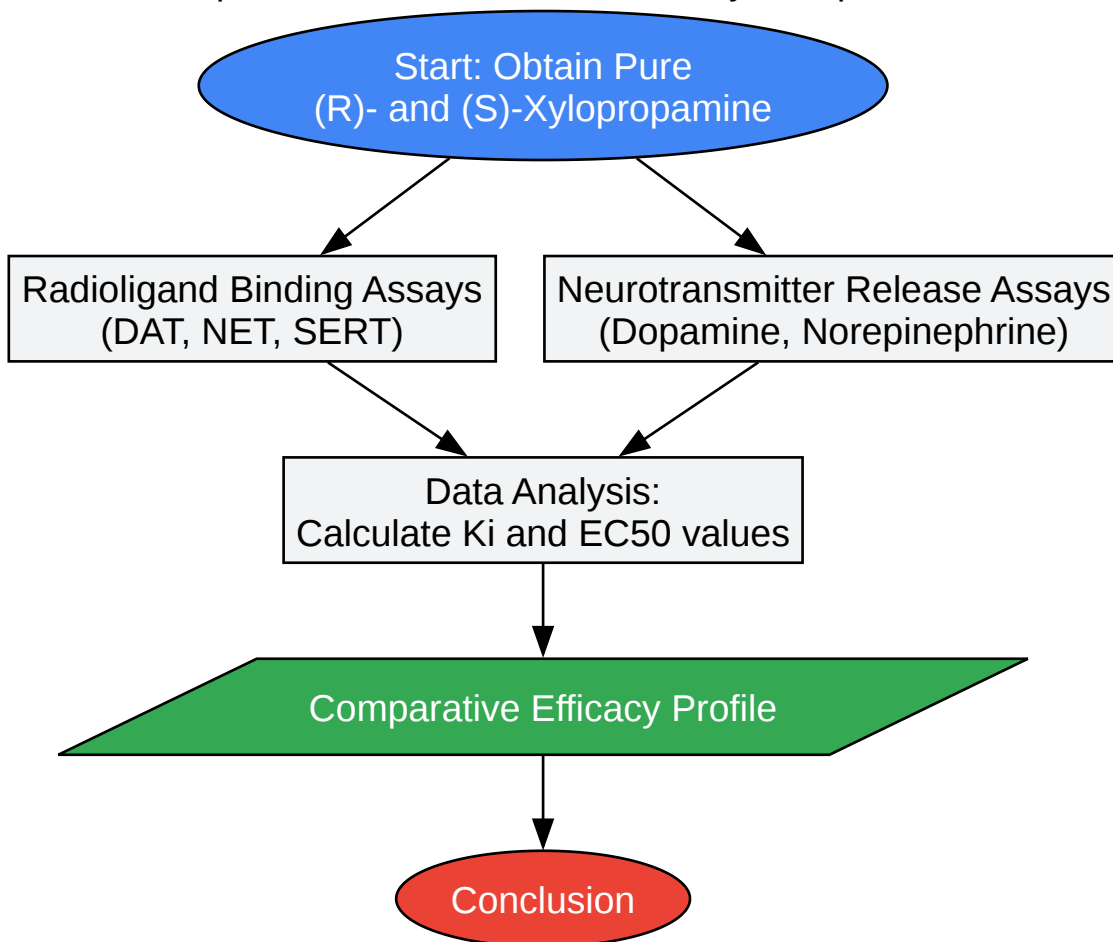 Start: Obtain Pure
(R)- and (S)-Xylopropamine
Radioligand Binding Assays
(DAT, NET, SERT)
Neurotransmitter Release Assays
(Dopamine, Norepinephrine)
Data Analysis:
Calculate Ki and EC50 values
Comparative Efficacy Profile
Conclusion